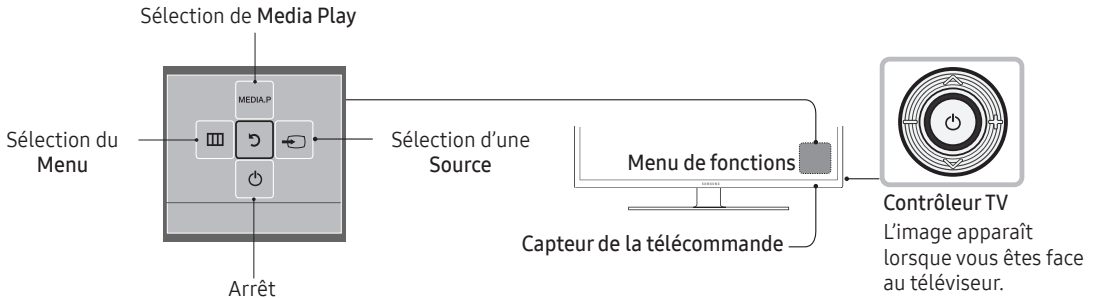 Sélection de Media Play
MEDIA.P
Sélection du
Menu
Sélection d'une
Source
Arrêt
Menu de fonctions
SAMSUNG
Capteur de la télécommande
Contrôleur TV
L'image apparaît
lorsque vous êtes face
au téléviseur.